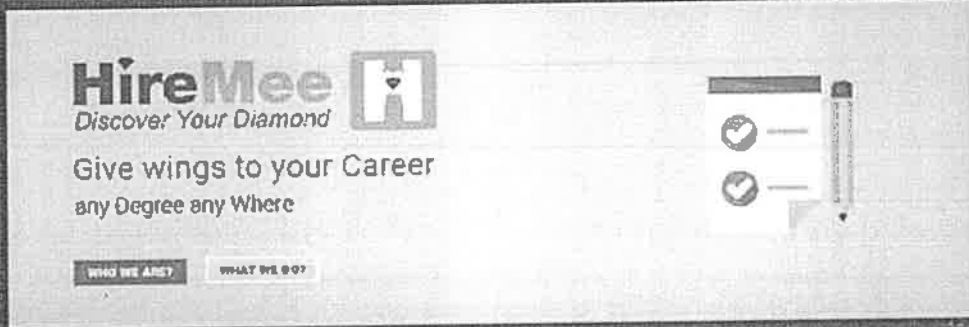 HireMee
Discover Your Diamond
Give wings to your Career
any Degree any Where
WHO WE ARE?
WHAT WE DO?